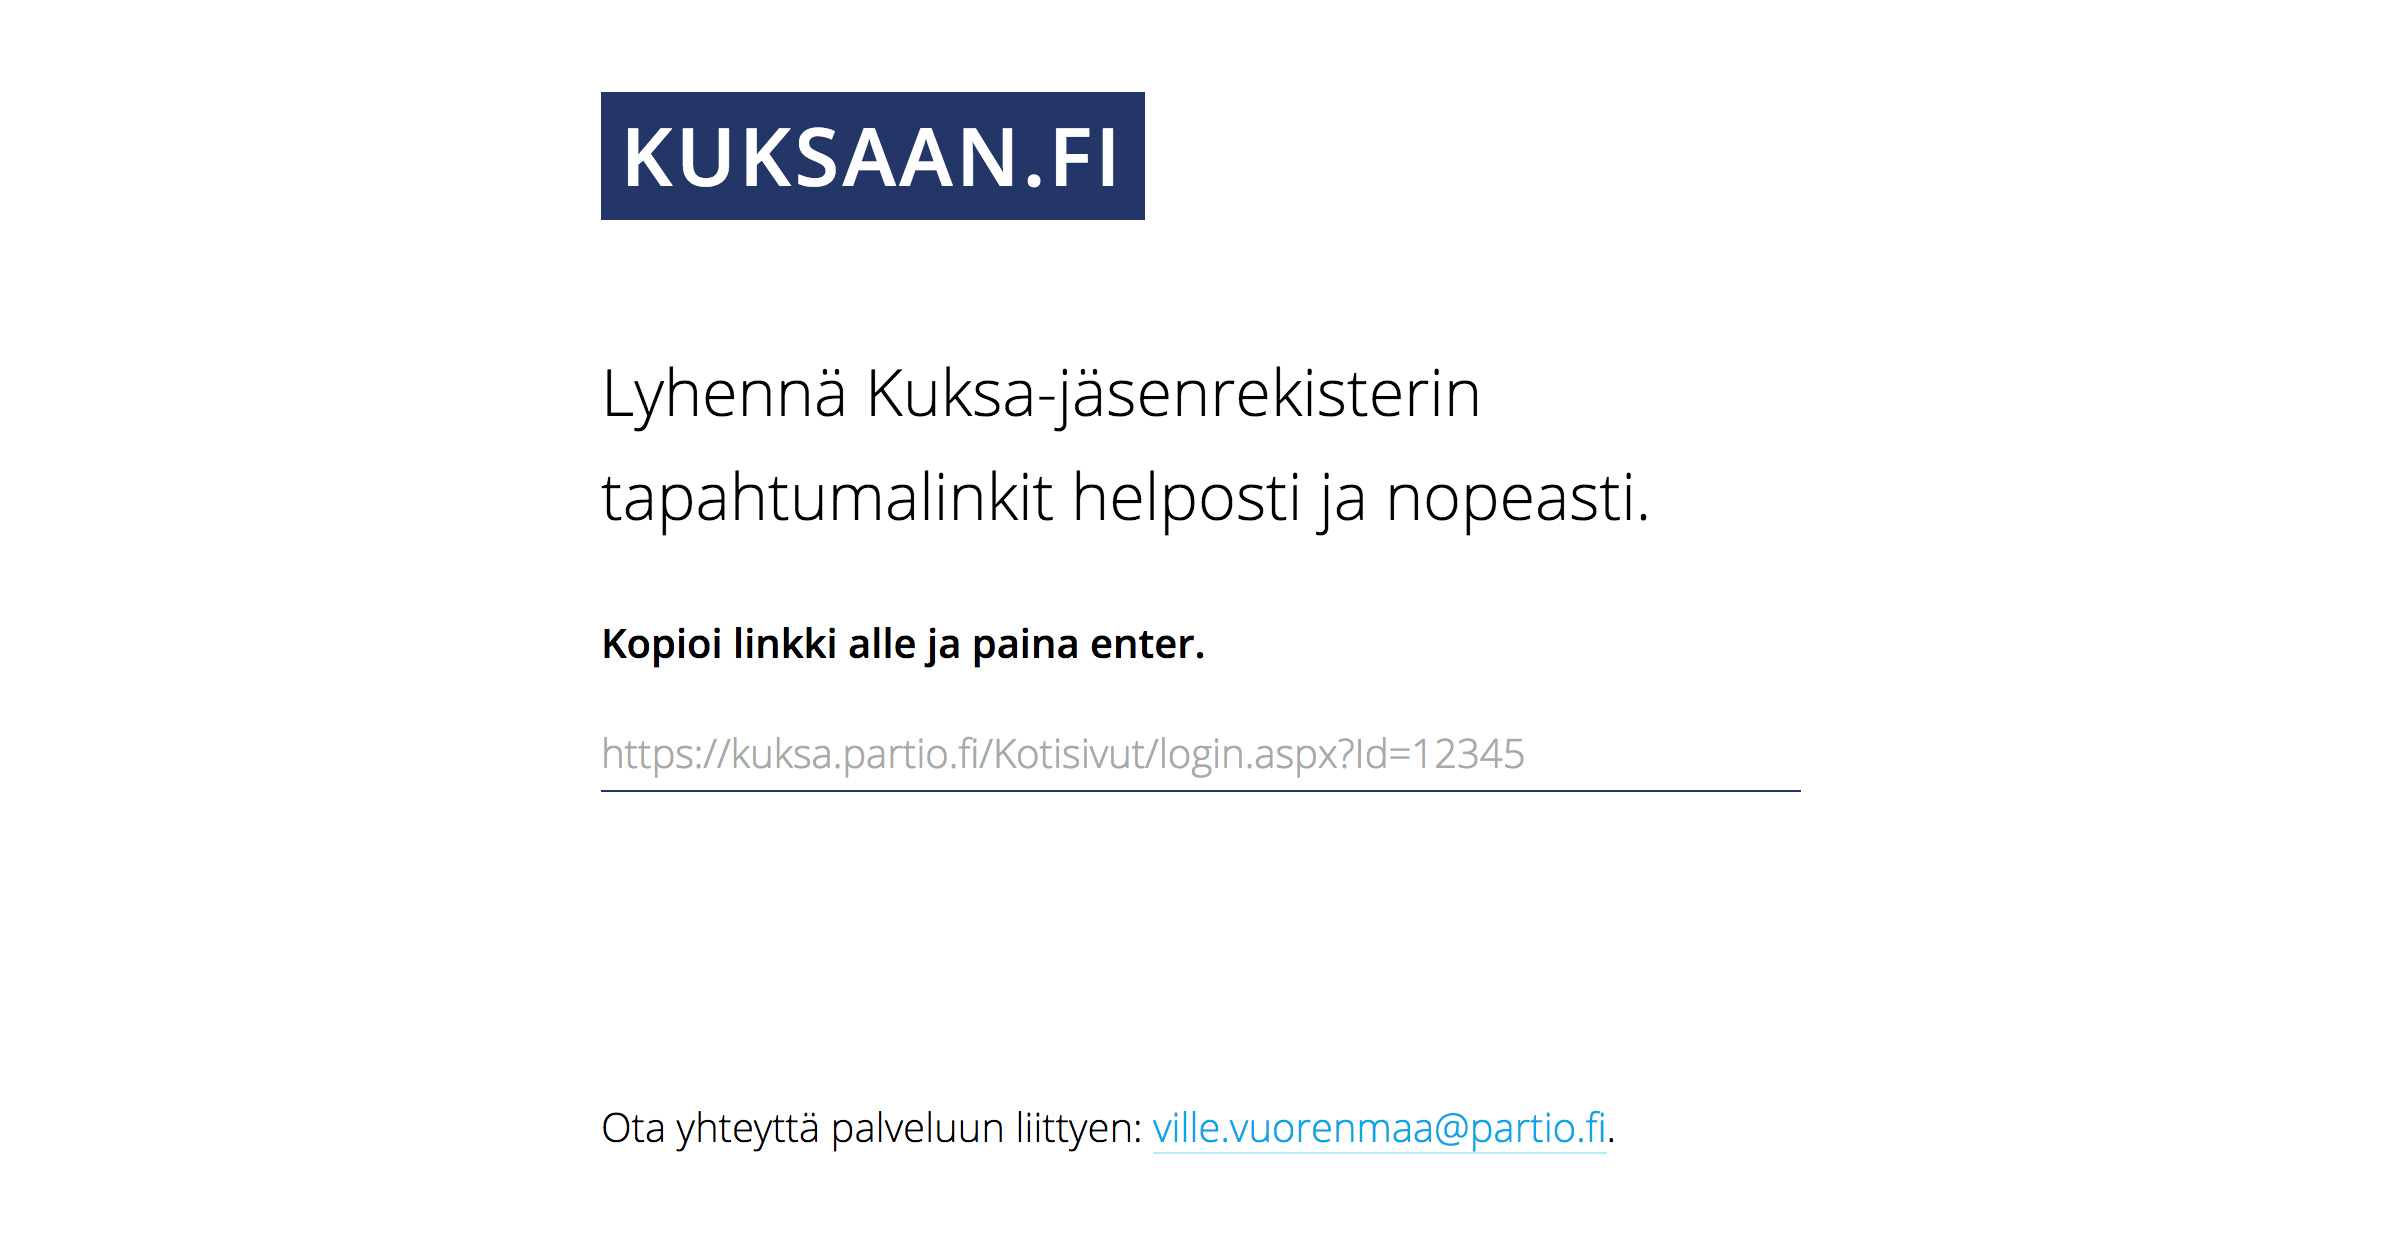 KUKSAAN.FI
Lyhennä Kuksa-jäsenrekisterin
tapahtumalinkit helposti ja nopeasti.
Kopioi linkki alle ja paina enter.
https://kuksa.partio.fi/Kotisivut/login.aspx?Id=12345
Ota yhteyttä palveluun liittyen: ville.vuorenmaa@partio.fi.